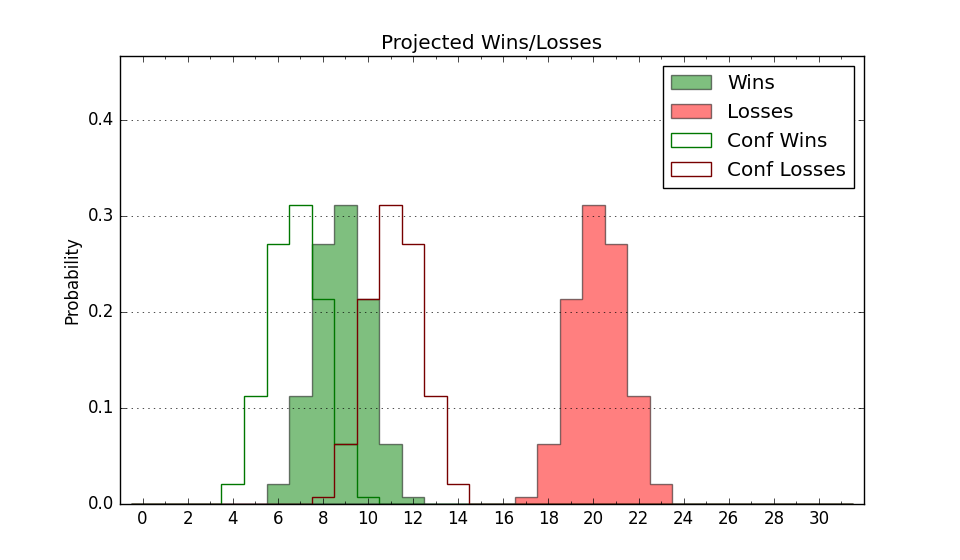 Projected Wins/Losses
Wins
Losses
Conf Wins
Conf Losses
Probability
0.4
0.3
0.2
0.1
0.0
0 2 4 6 8 10 12 14 16 18 20 22 24 26 28 30